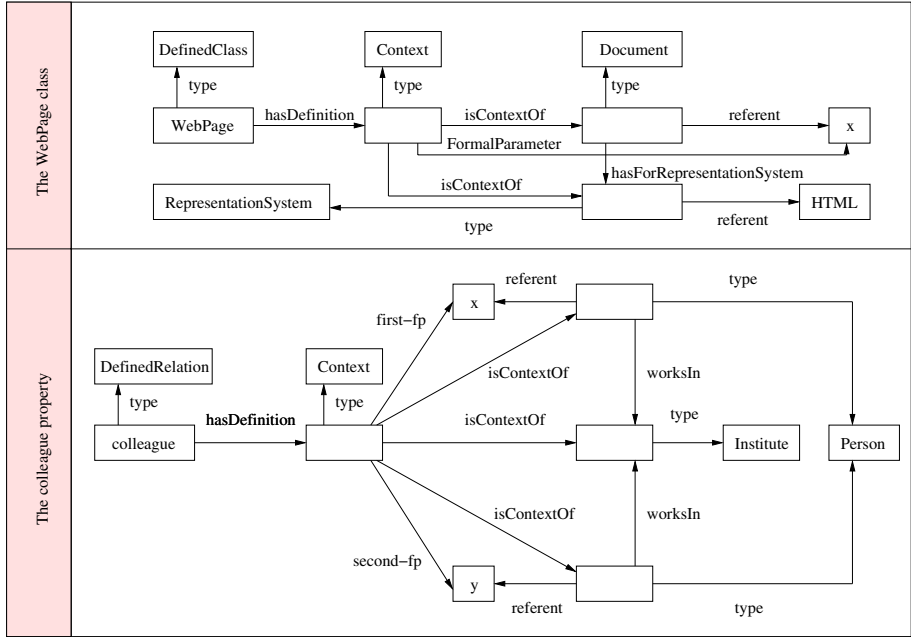 The WebPage class
DefinedClass
Context
Document
type
type
type
WebPage
hasDefinition
isContextOf
referent
x
FormalParameter
isContextOf
hasForRepresentationSystem
RepresentationSystem
type
referent
HTML
The colleague property
referent
type
x
first−fp
DefinedRelation
Context
isContextOf
worksIn
type
type
hasDefinition
isContextOf
type
colleague
Institute
Person
isContextOf
worksIn
second−fp
y
referent
type